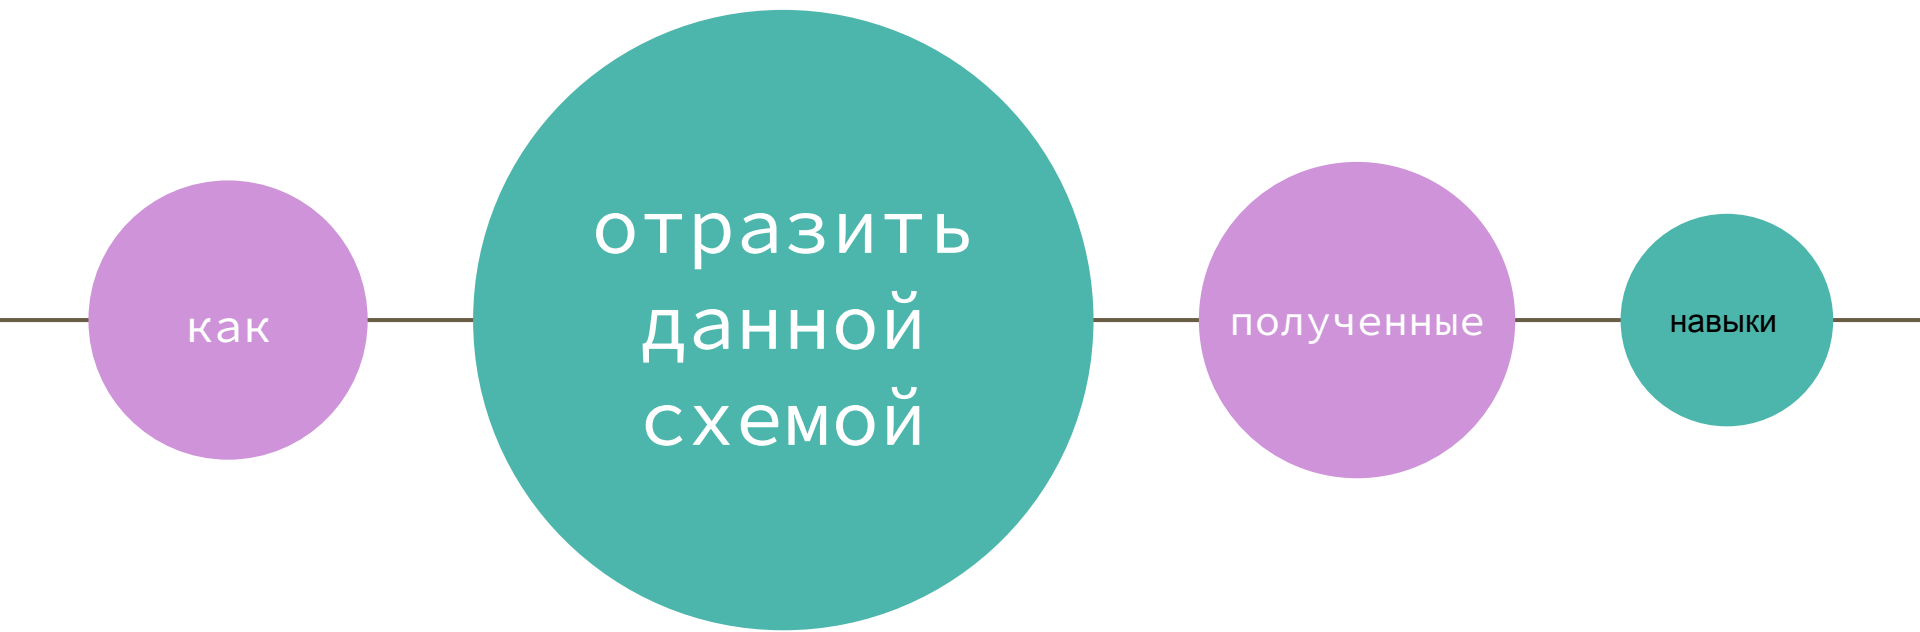 как
отразить
данной
схемой
полученные
навыки